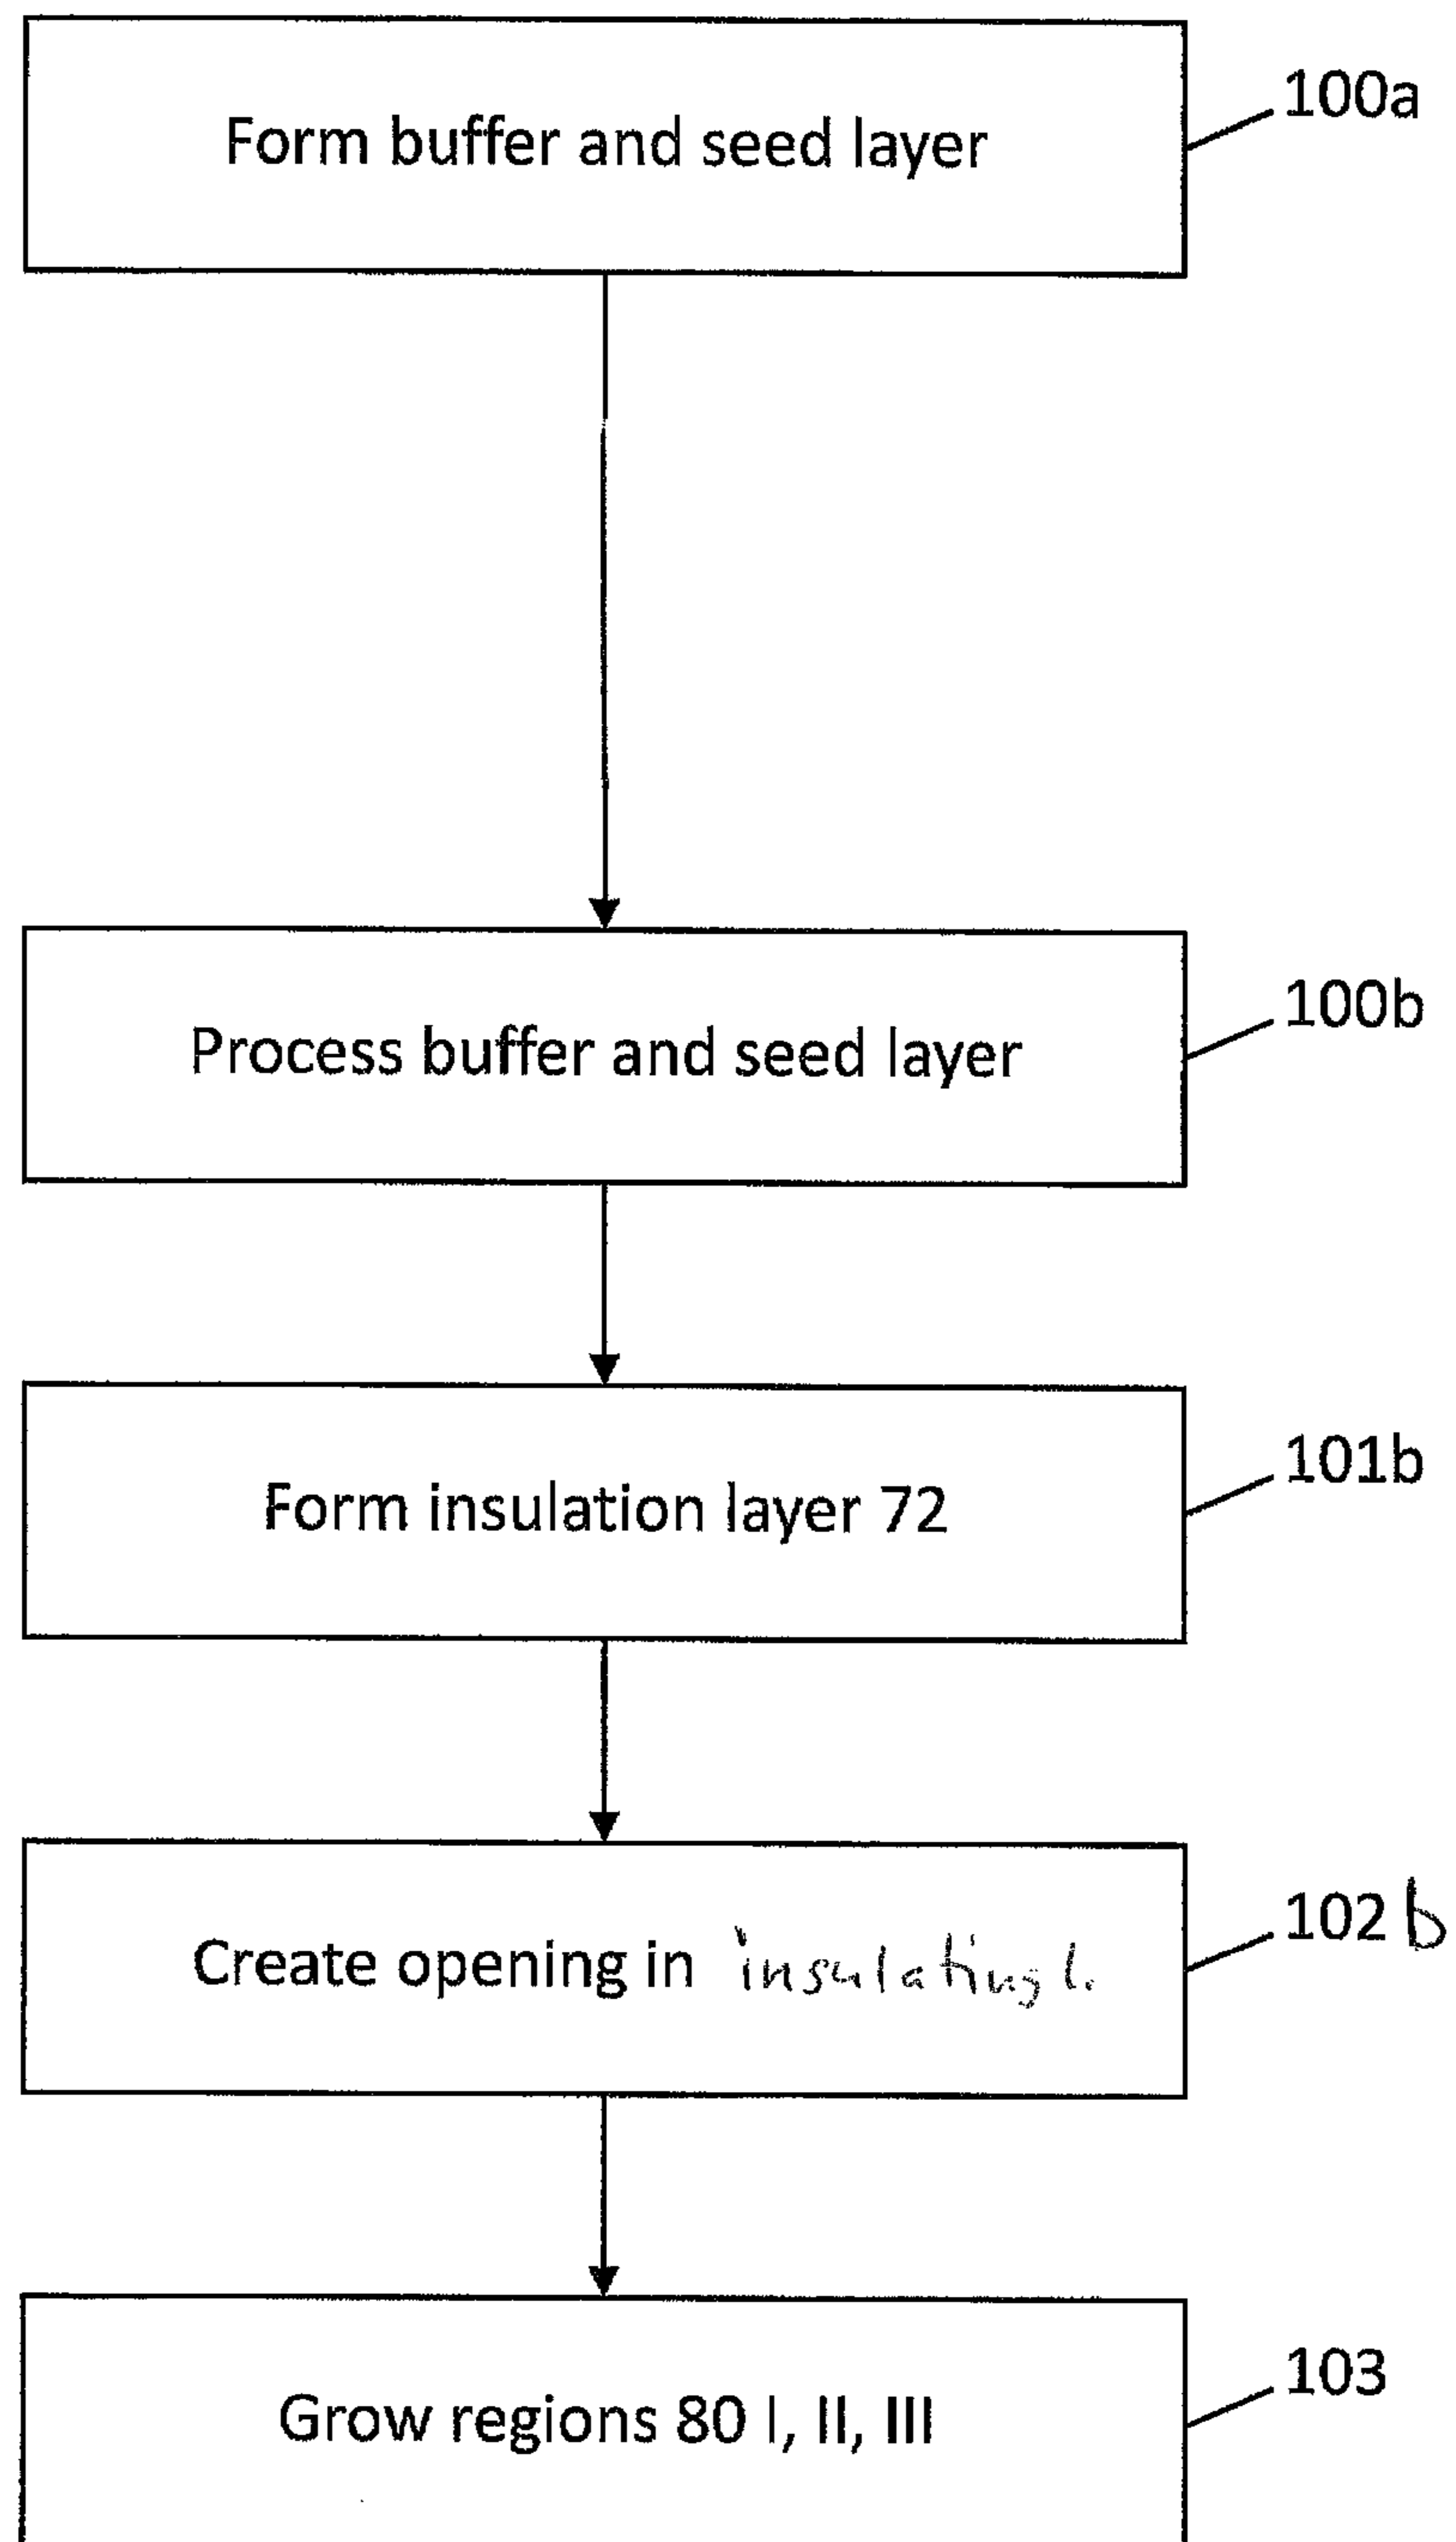 Form buffer and seed layer
100a
Process buffer and seed layer
100b
Form insulation layer 72
101b
Create opening in insulating l.
102 b
Grow regions 80 I, II, III
103